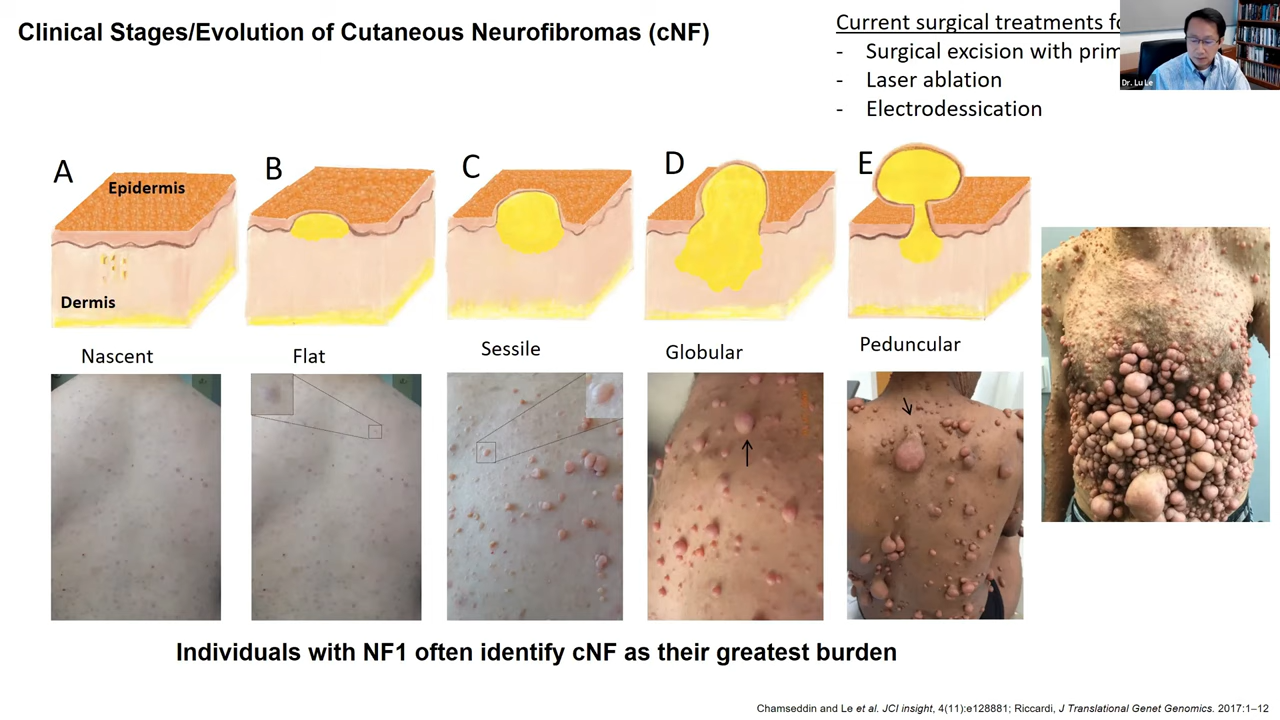 Clinical Stages/Evolution of Cutaneous Neurofibromas (cNF)
Current surgical treatments
- Surgical excision with
- Laser ablation
- Electrodessication
Dr. Lu Le
A
B
C
D
E
Epidermis
Dermis
Nascent
Flat
Sessile
Globular
Peduncular
Individuals with NF1 often identify cNF as their greatest burden
Chamseddin and Le et al. JCI insight, 4(11):e128881; Riccardi, J Translational Genet Genomics. 2017:1–12